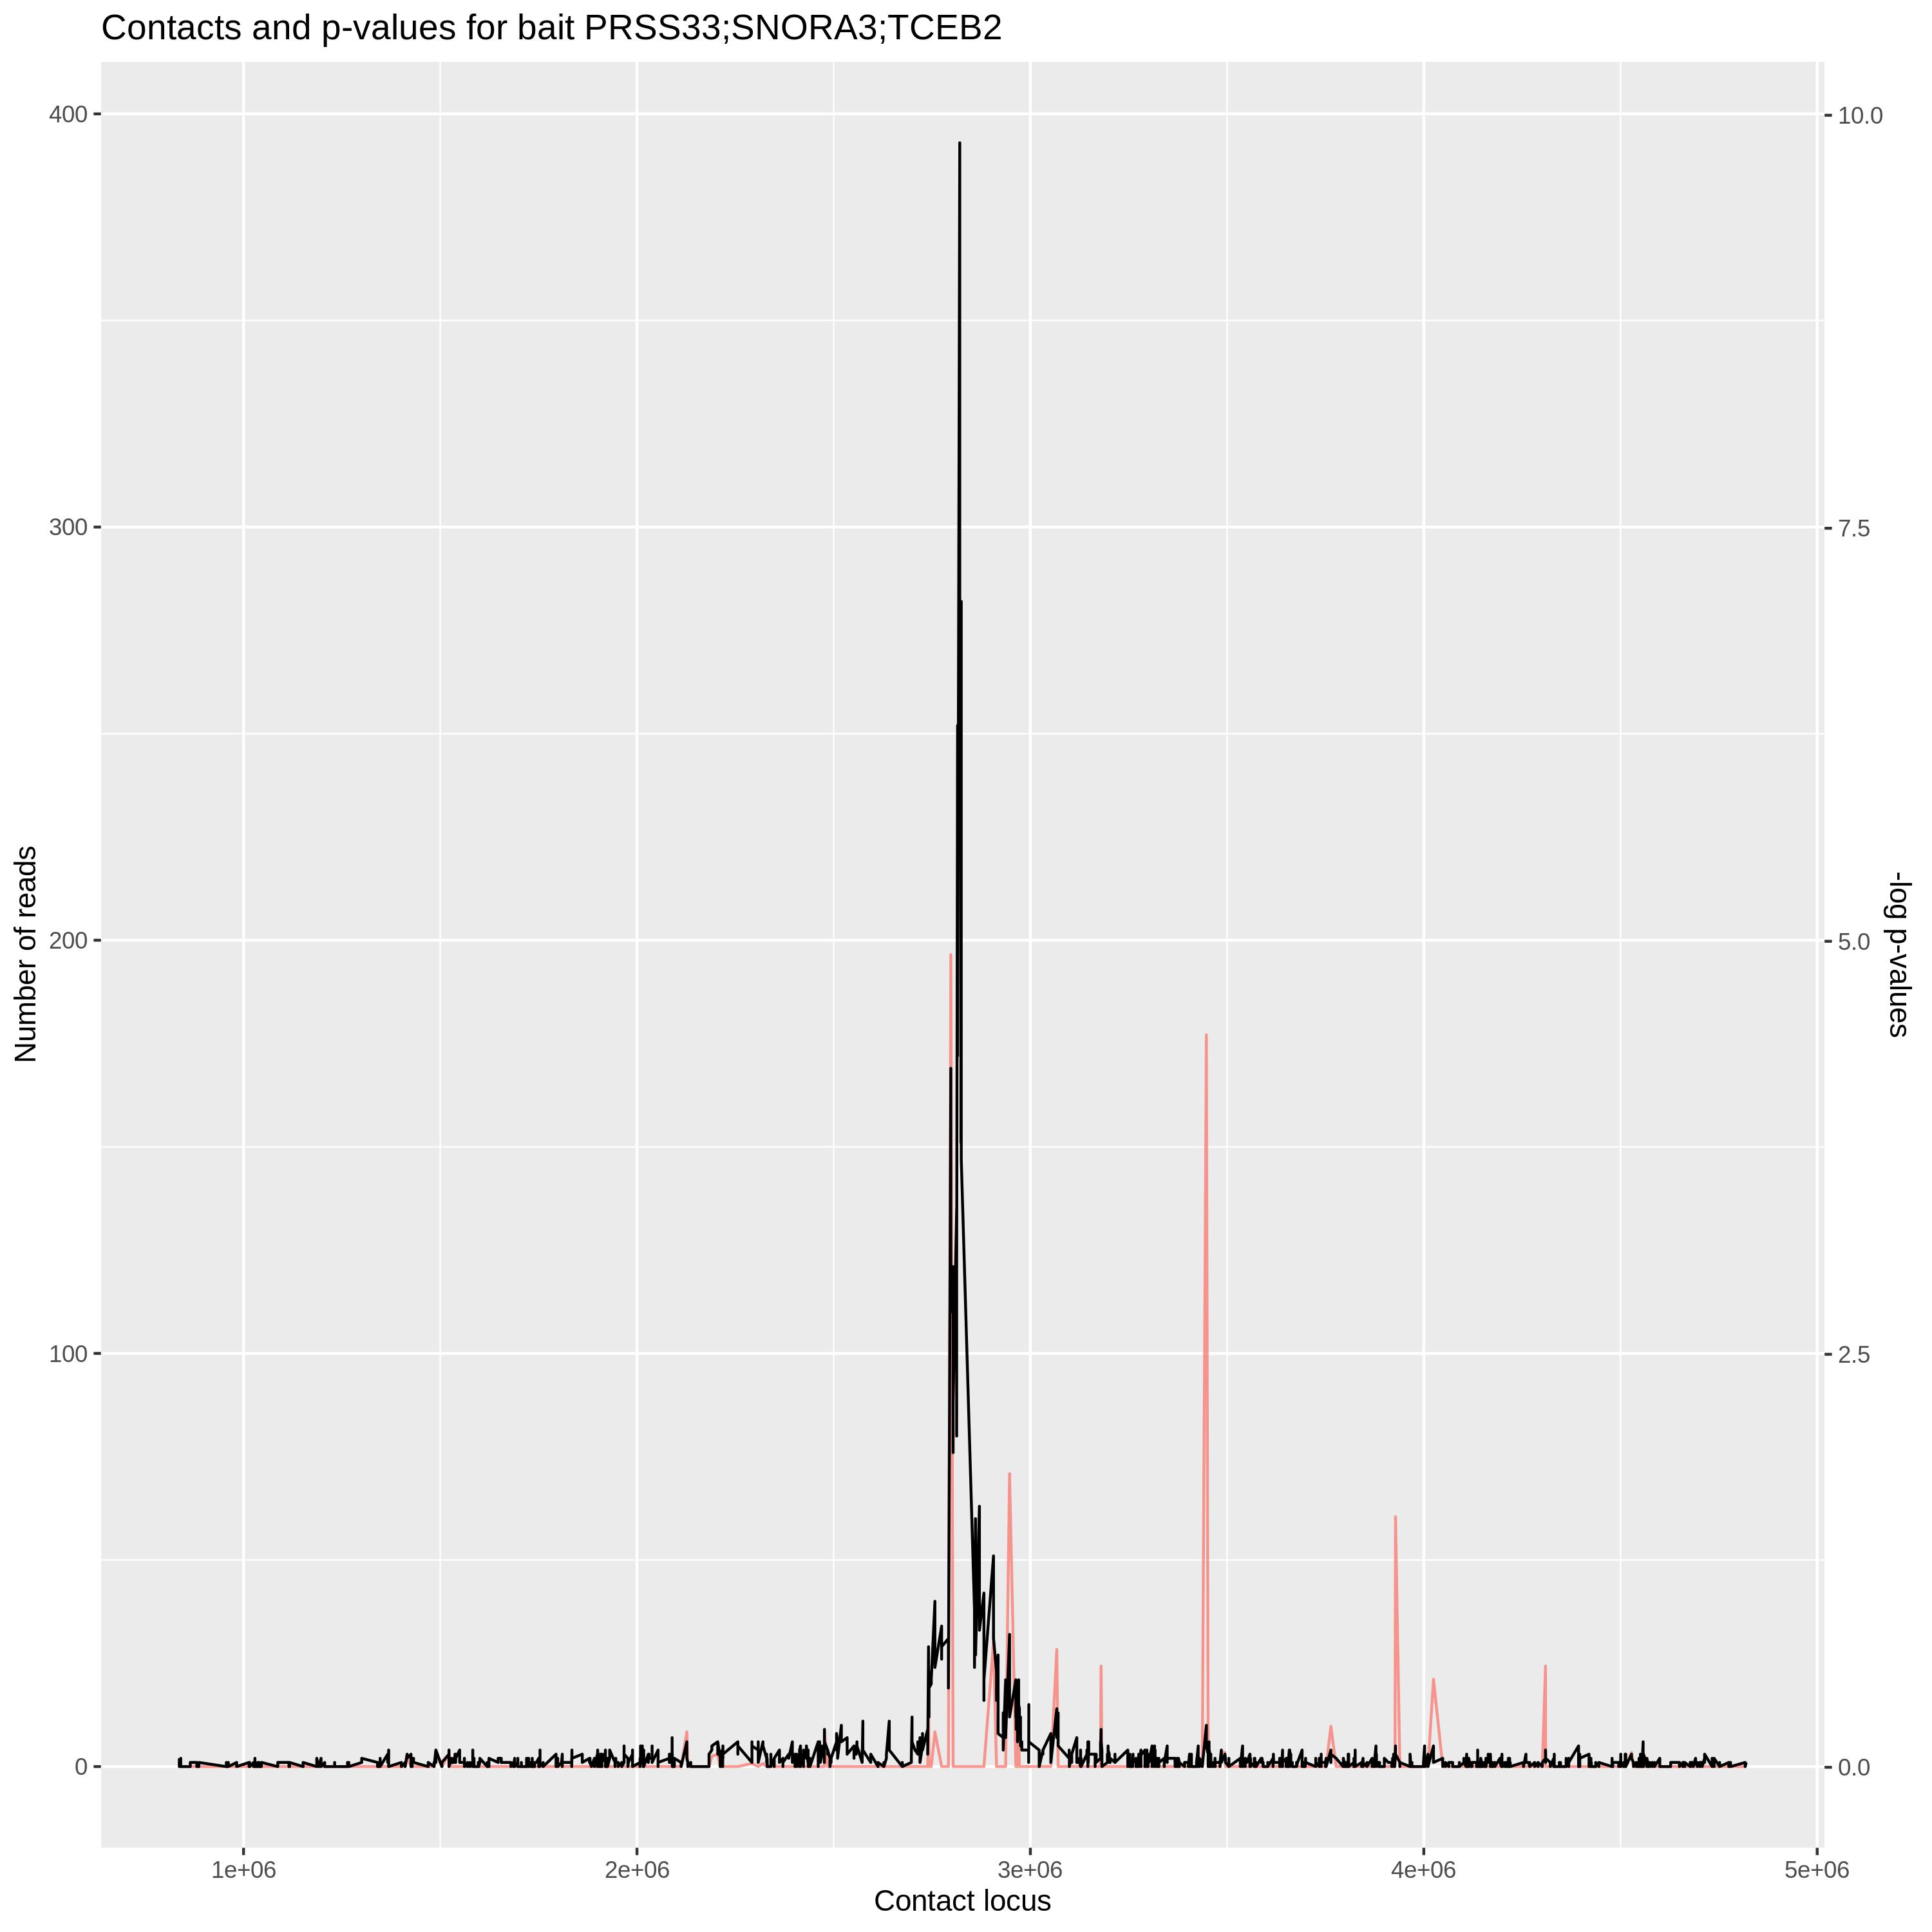 Contacts and p-values for bait PRSS33;SNORA3;TCEB2
400
300
200
100
0
10.0
7.5
5.0
2.5
0.0
Number of reads
-log p-values
1e+06
2e+06
3e+06
4e+06
5e+06
Contact locus